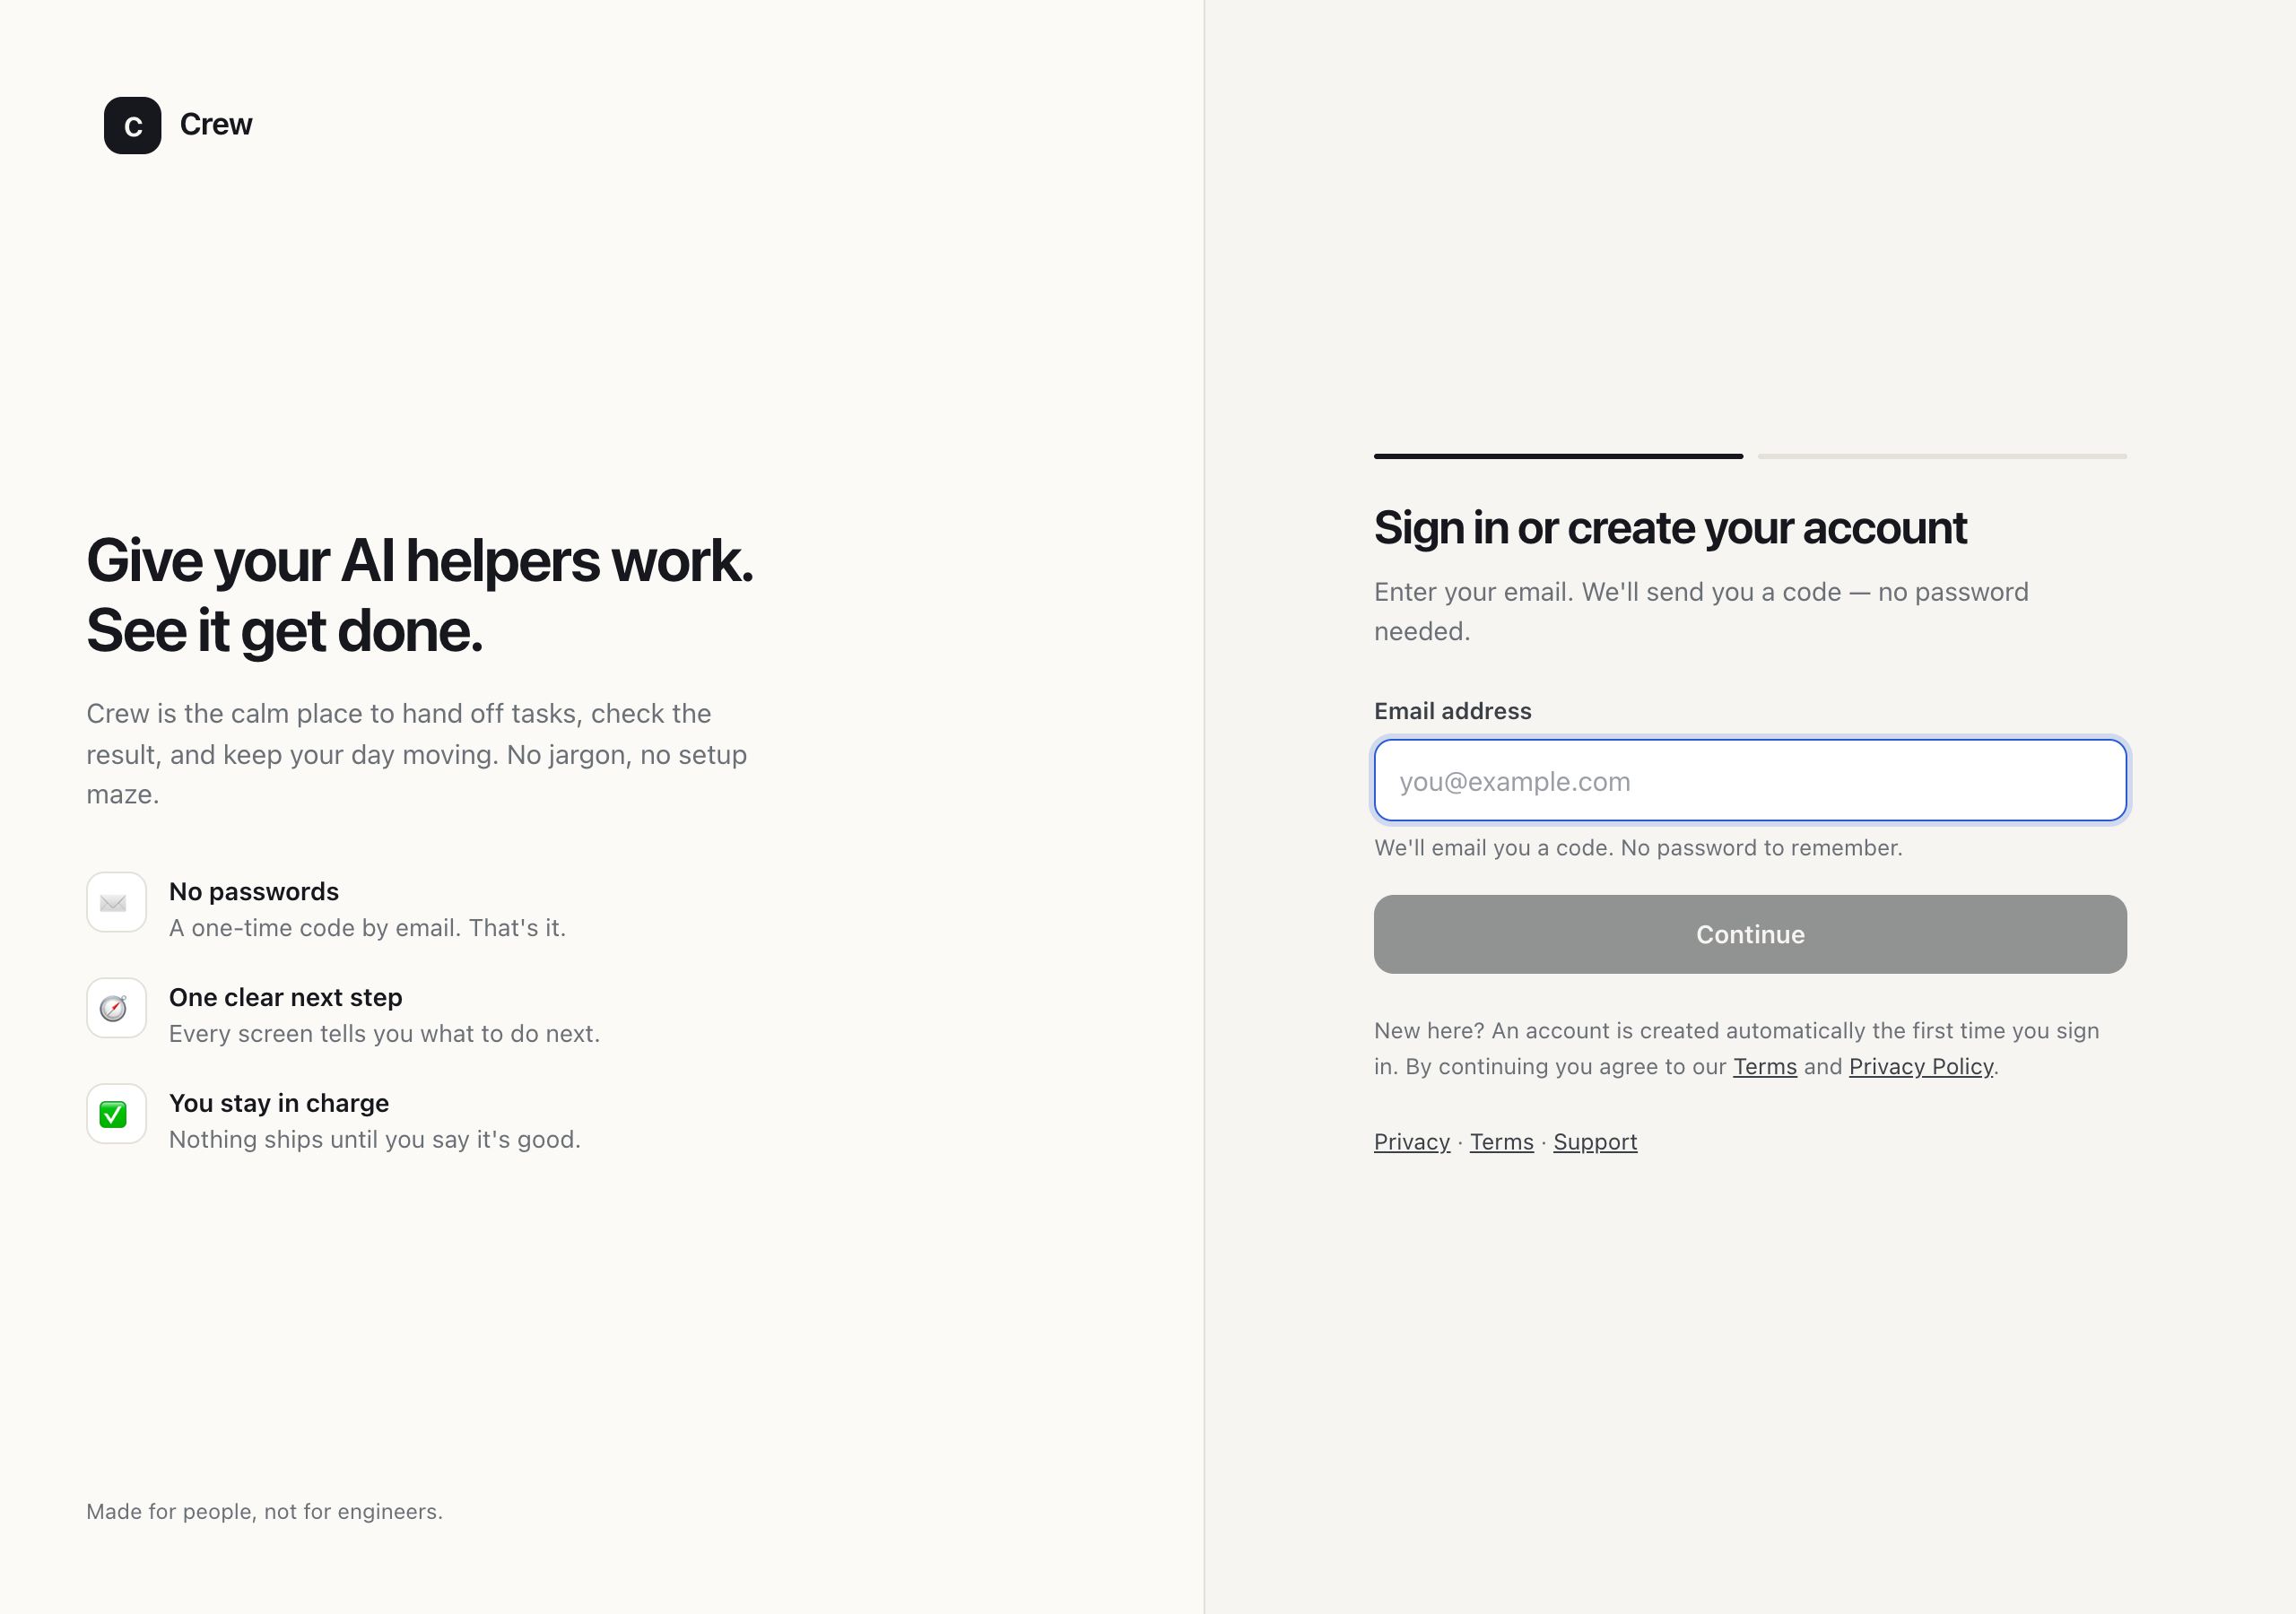 C
Crew
Give your AI helpers work.
See it get done.
Crew is the calm place to hand off tasks, check the
result, and keep your day moving. No jargon, no setup
maze.
No passwords
A one-time code by email. That's it.
One clear next step
Every screen tells you what to do next.
You stay in charge
Nothing ships until you say it's good.
Made for people, not for engineers.
Sign in or create your account
Enter your email. We'll send you a code — no password
needed.
Email address
you@example.com
We'll email you a code. No password to remember.
Continue
New here? An account is created automatically the first time you sign
in. By continuing you agree to our Terms and Privacy Policy.
Privacy · Terms · Support